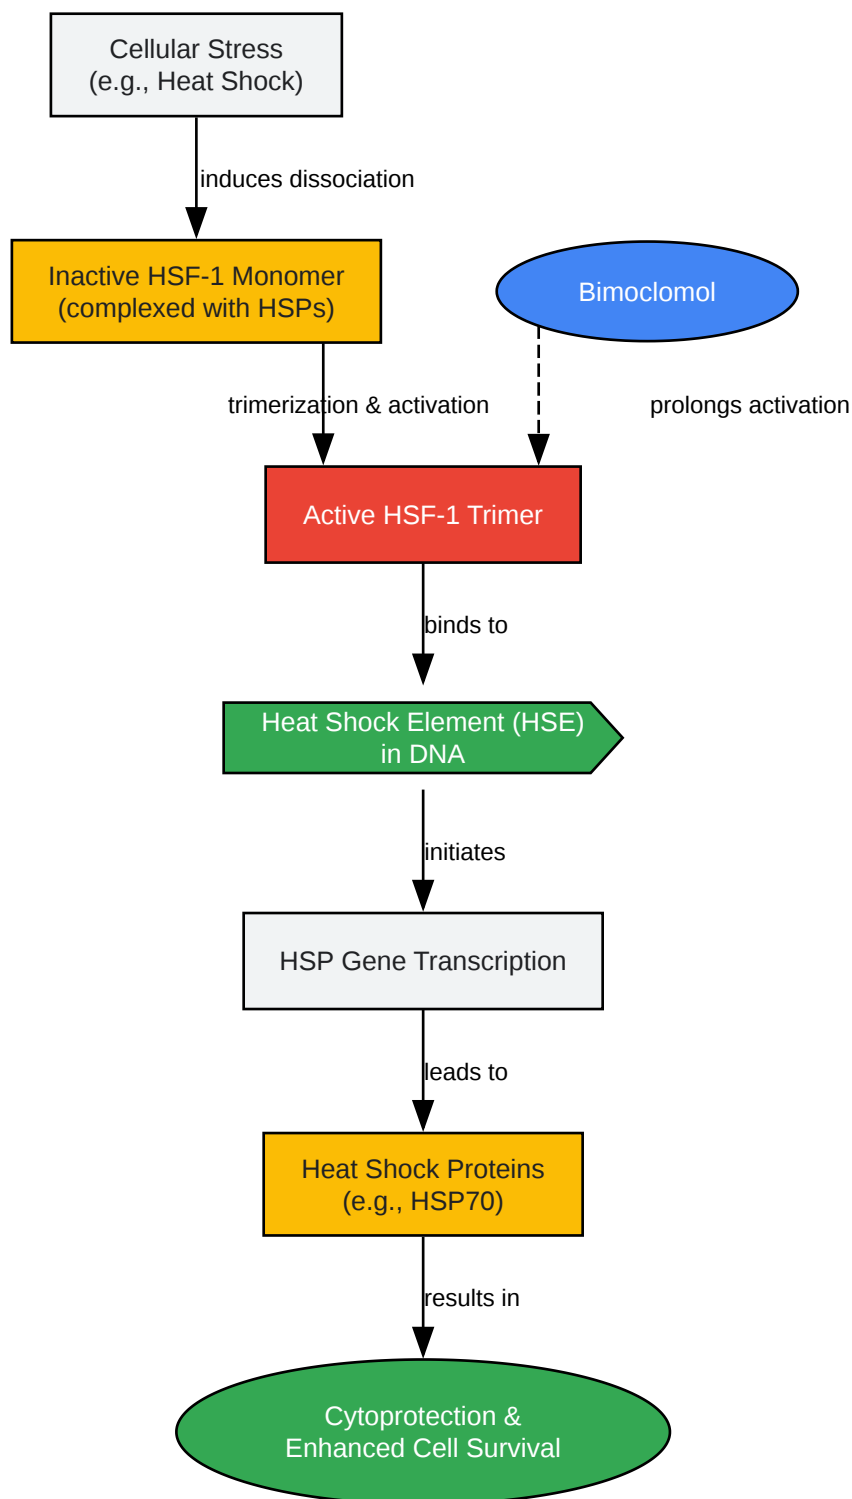 Cellular Stress
(e.g., Heat Shock)
induces dissociation
Inactive HSF-1 Monomer
(complexed with HSPs)
Bimoclomol
trimerization & activation
prolongs activation
Active HSF-1 Trimer
binds to
Heat Shock Element (HSE)
in DNA
initiates
HSP Gene Transcription
leads to
Heat Shock Proteins
(e.g., HSP70)
results in
Cytoprotection &
Enhanced Cell Survival